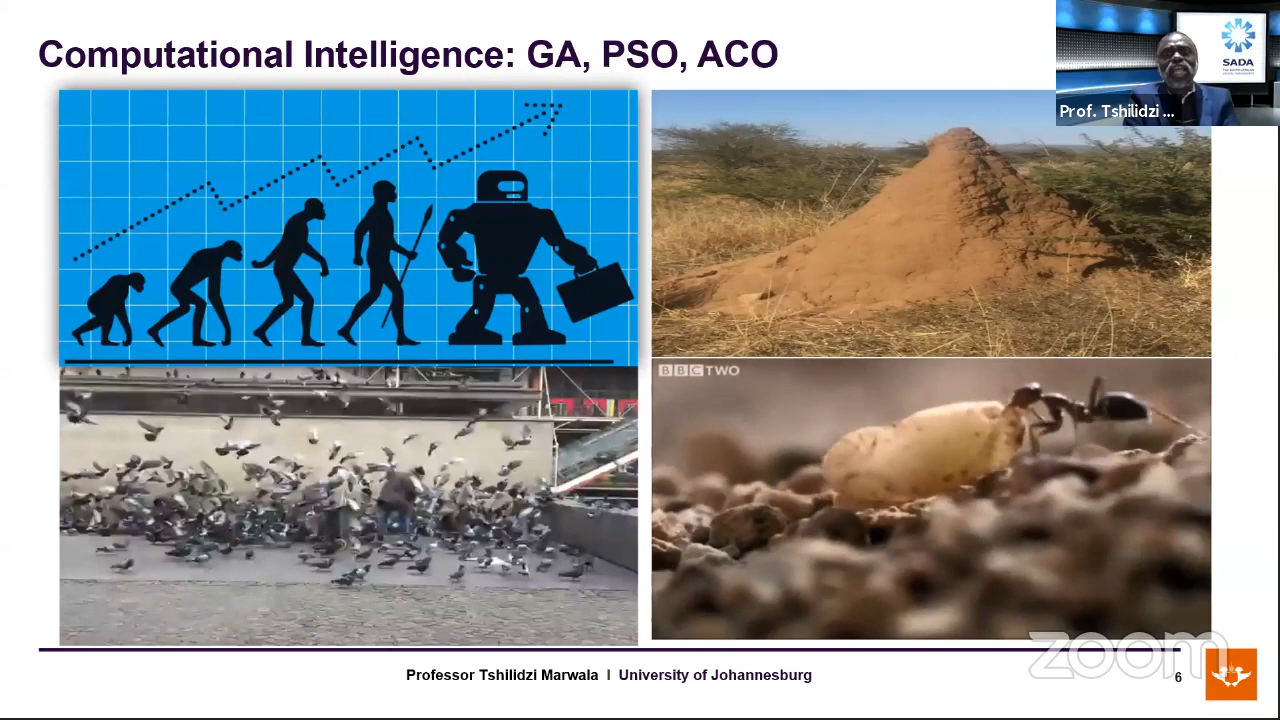 Computational Intelligence: GA, PSO, ACO
SADA
Prof. Tshilidzi ...
BBC TWO
zoom
Professor Tshilidzi Marwala I University of Johannesburg
6